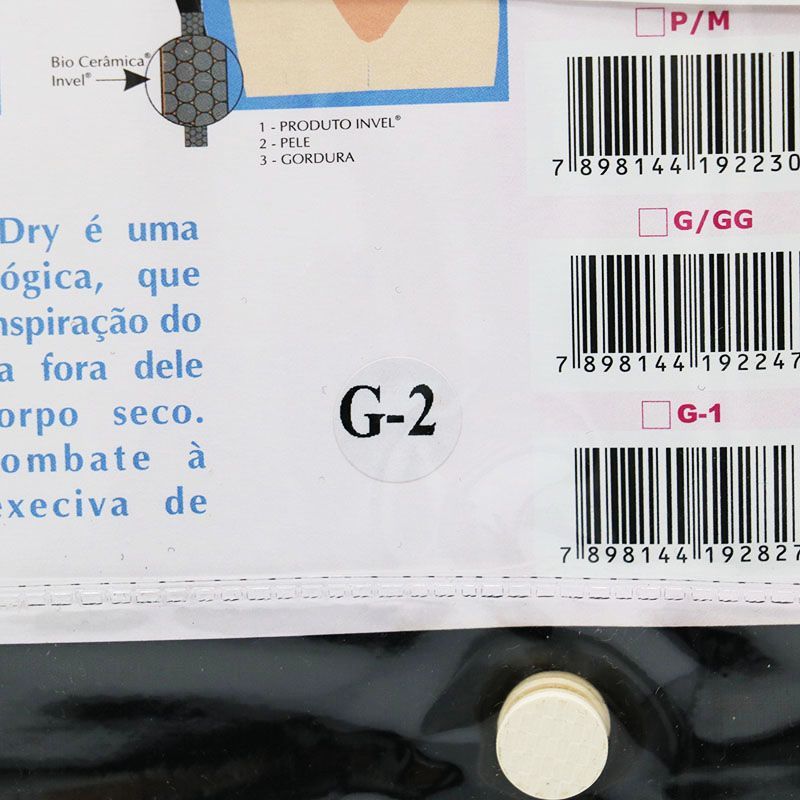 Bio Cerâmica®
Invel®
1 - PRODUTO INVEL®
2 - PELE
3 - GORDURA
Dry é uma
ógica, que
nspiração do
a fora dele
orpo seco.
ombate à
execiva de
G-2
P/M
7 898144 192230
G/GG
7 898144 192247
G-1
7 898144 192827